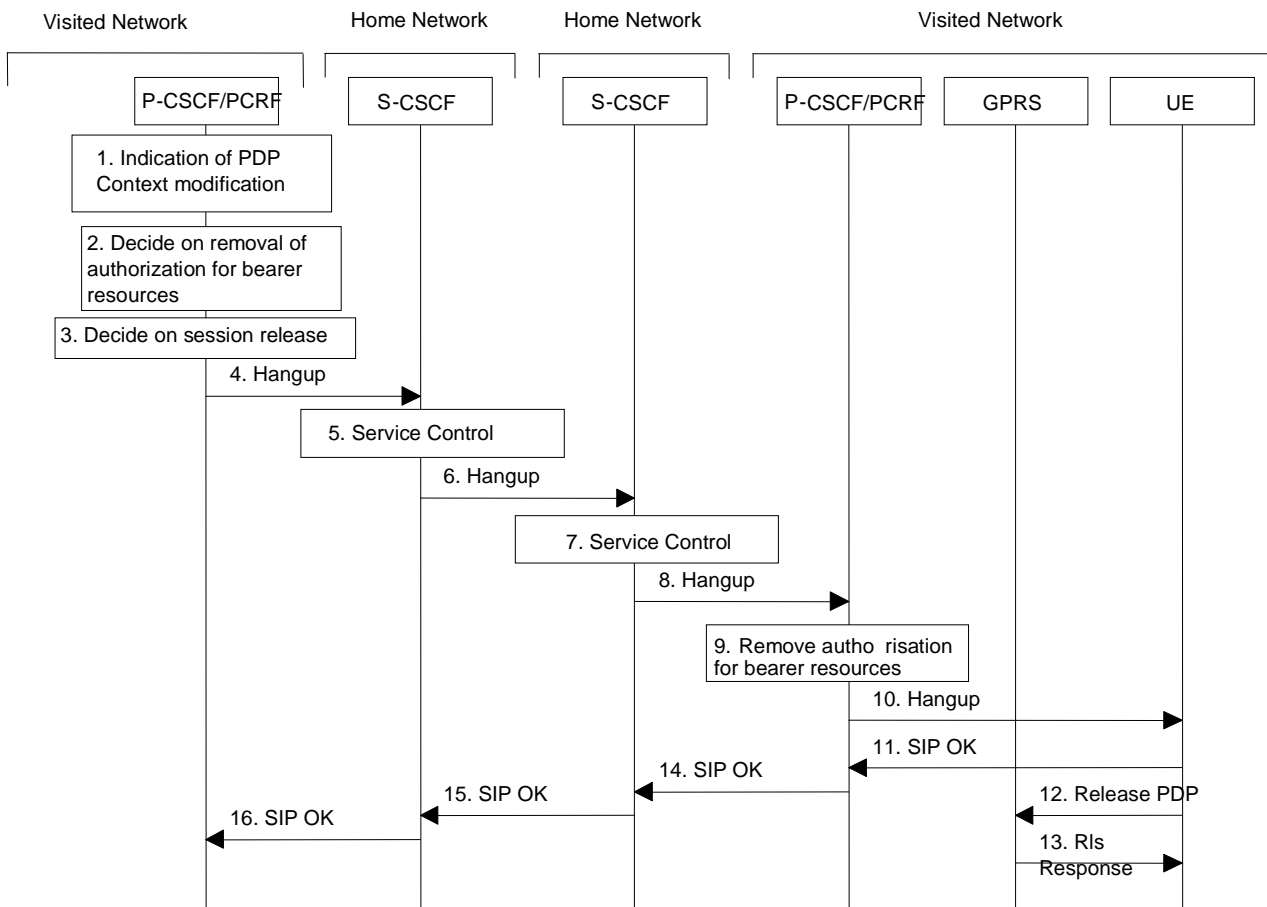 Visited Network
Home Network
Home Network
Visited Network
P-CSCF/PCRF
S-CSCF
S-CSCF
P-CSCF/PCRF
GPRS
UE
1. Indication of PDP
Context modification
2. Decide on removal of
authorization for bearer
resources
3. Decide on session release
4. Hangup
5. Service Control
6. Hangup
7. Service Control
8. Hangup
9. Remove autho risation
for bearer resources
10. Hangup
11. SIP OK
14. SIP OK
15. SIP OK
12. Release PDP
16. SIP OK
13. Rls
Response